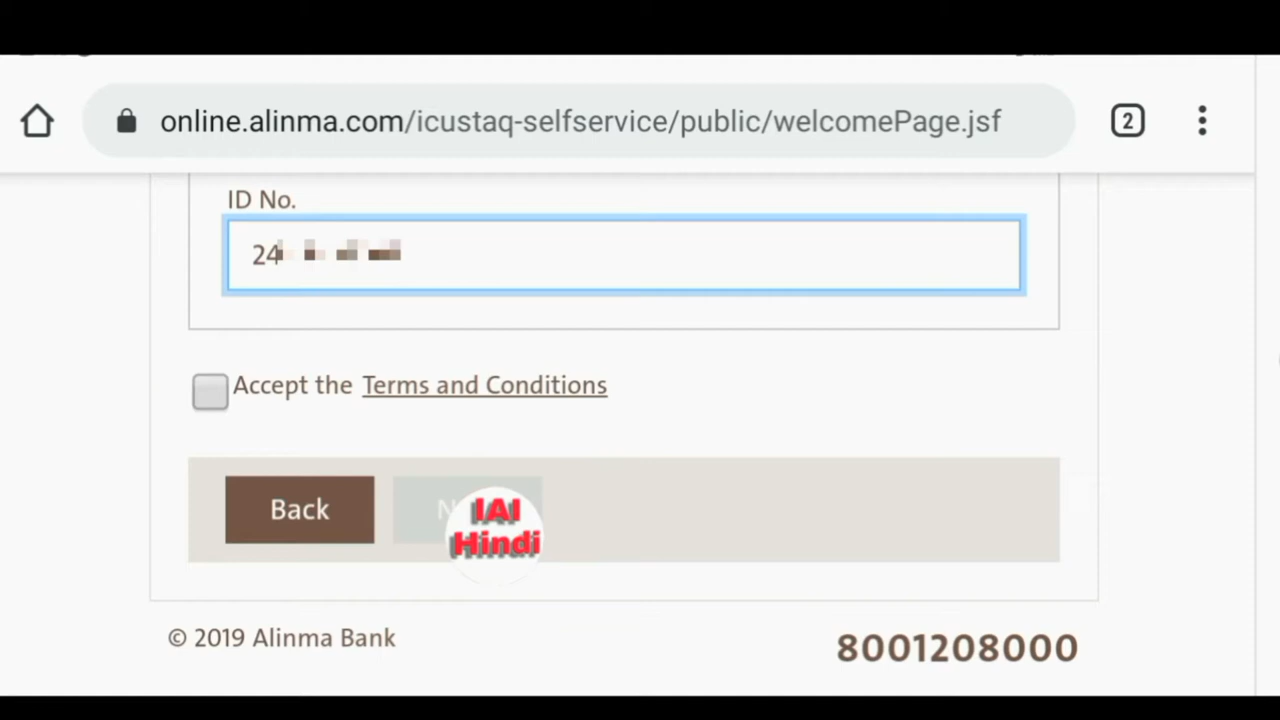 online.alinma.com/icustaq-selfservice/public/welcomePage.jsf
2
ID No.
24
Accept the Terms and Conditions
Back
IAI
Hindi
© 2019 Alinma Bank
8001208000